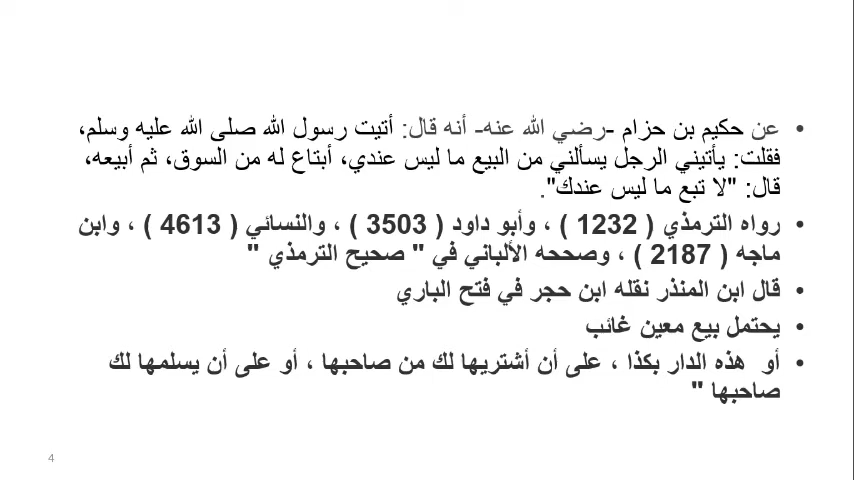 • عن حكيم بن حزام -رضي الله عنه- أنه قال: أتيت رسول الله صلى الله عليه وسلم،
فقلت: يأتيني الرجل يسألني من البيع ما ليس عندي، أبتاع له من السوق، ثم أبيعه،
قال: "لا تبع ما ليس عندك".
• رواه الترمذي ( 1232 ) ، وأبو داود ( 3503 ) ، والنسائي ( 4613 ) ، وابن
ماجه ( 2187 ) ، وصححه الألباني في " صحيح الترمذي "
• قال ابن المنذر نقله ابن حجر في فتح الباري
• يحتمل بيع معين غائب
• أو هذه الدار بكذا ، على أن أشتريها لك من صاحبها ، أو على أن يسلمها لك
صاحبها "
4